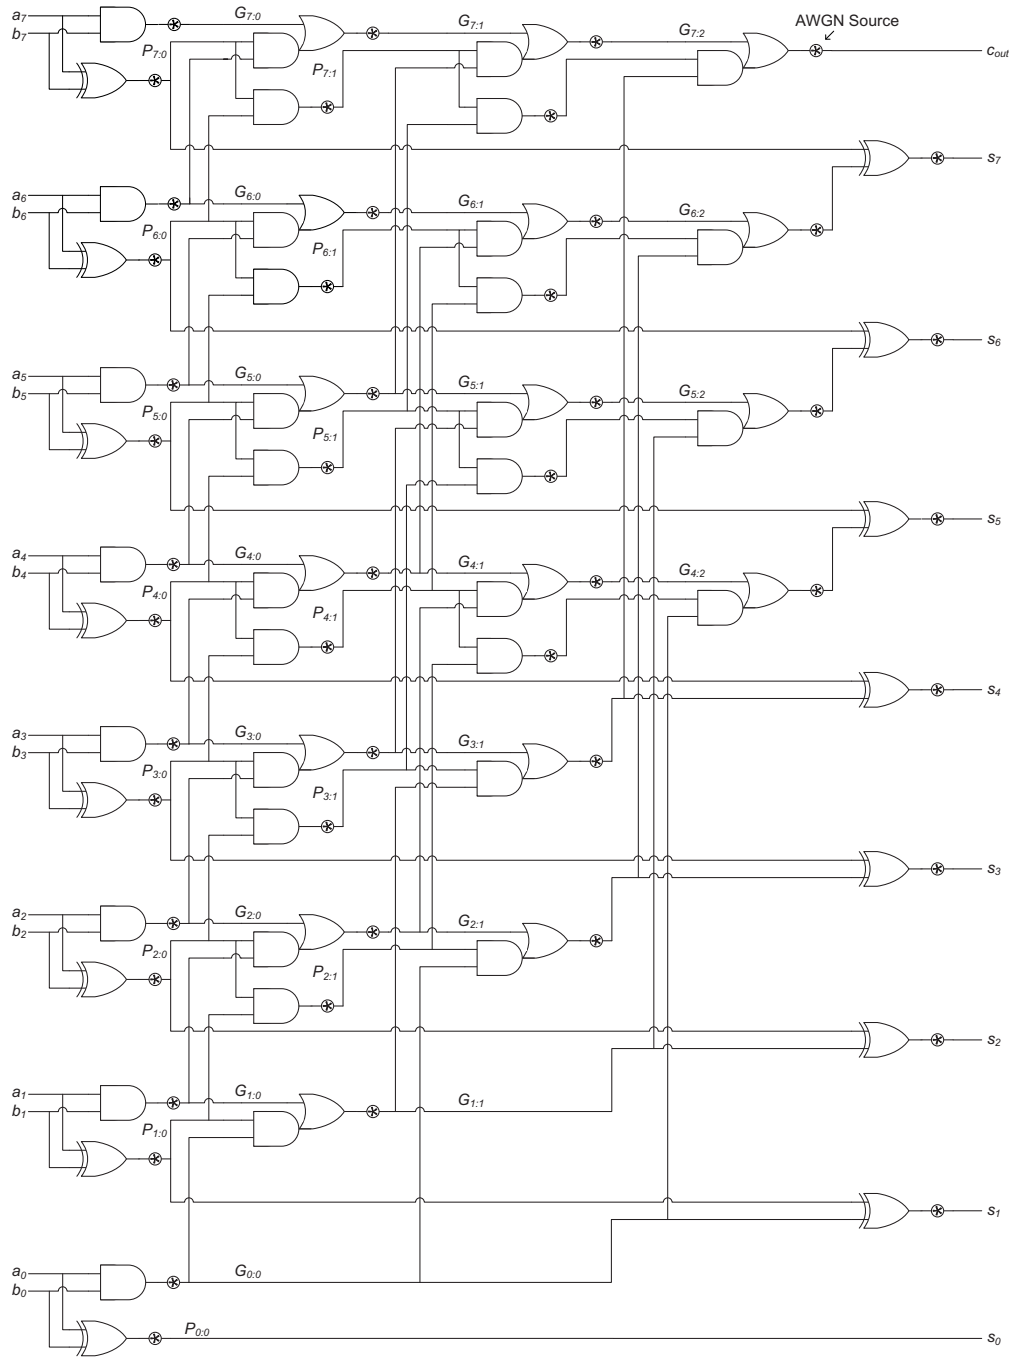 a7 G7:0 G7:1 G7:2 AWGN Source
b7 P7:0 P7:1 cout
s7
a6 G6:0 G6:1 G6:2
b6 P6:0 P6:1
s6
a5 G5:0 G5:1 G5:2
b5 P5:0 P5:1
s5
a4 G4:0 G4:1 G4:2
b4 P4:0 P4:1
s4
a3 G3:0 G3:1
b3 P3:0 P3:1
s3
a2 G2:0 G2:1
b2 P2:0 P2:1
s2
a1 G1:0 G1:1
b1 P1:0
s1
a0 G0:0
b0
P0:0 s0